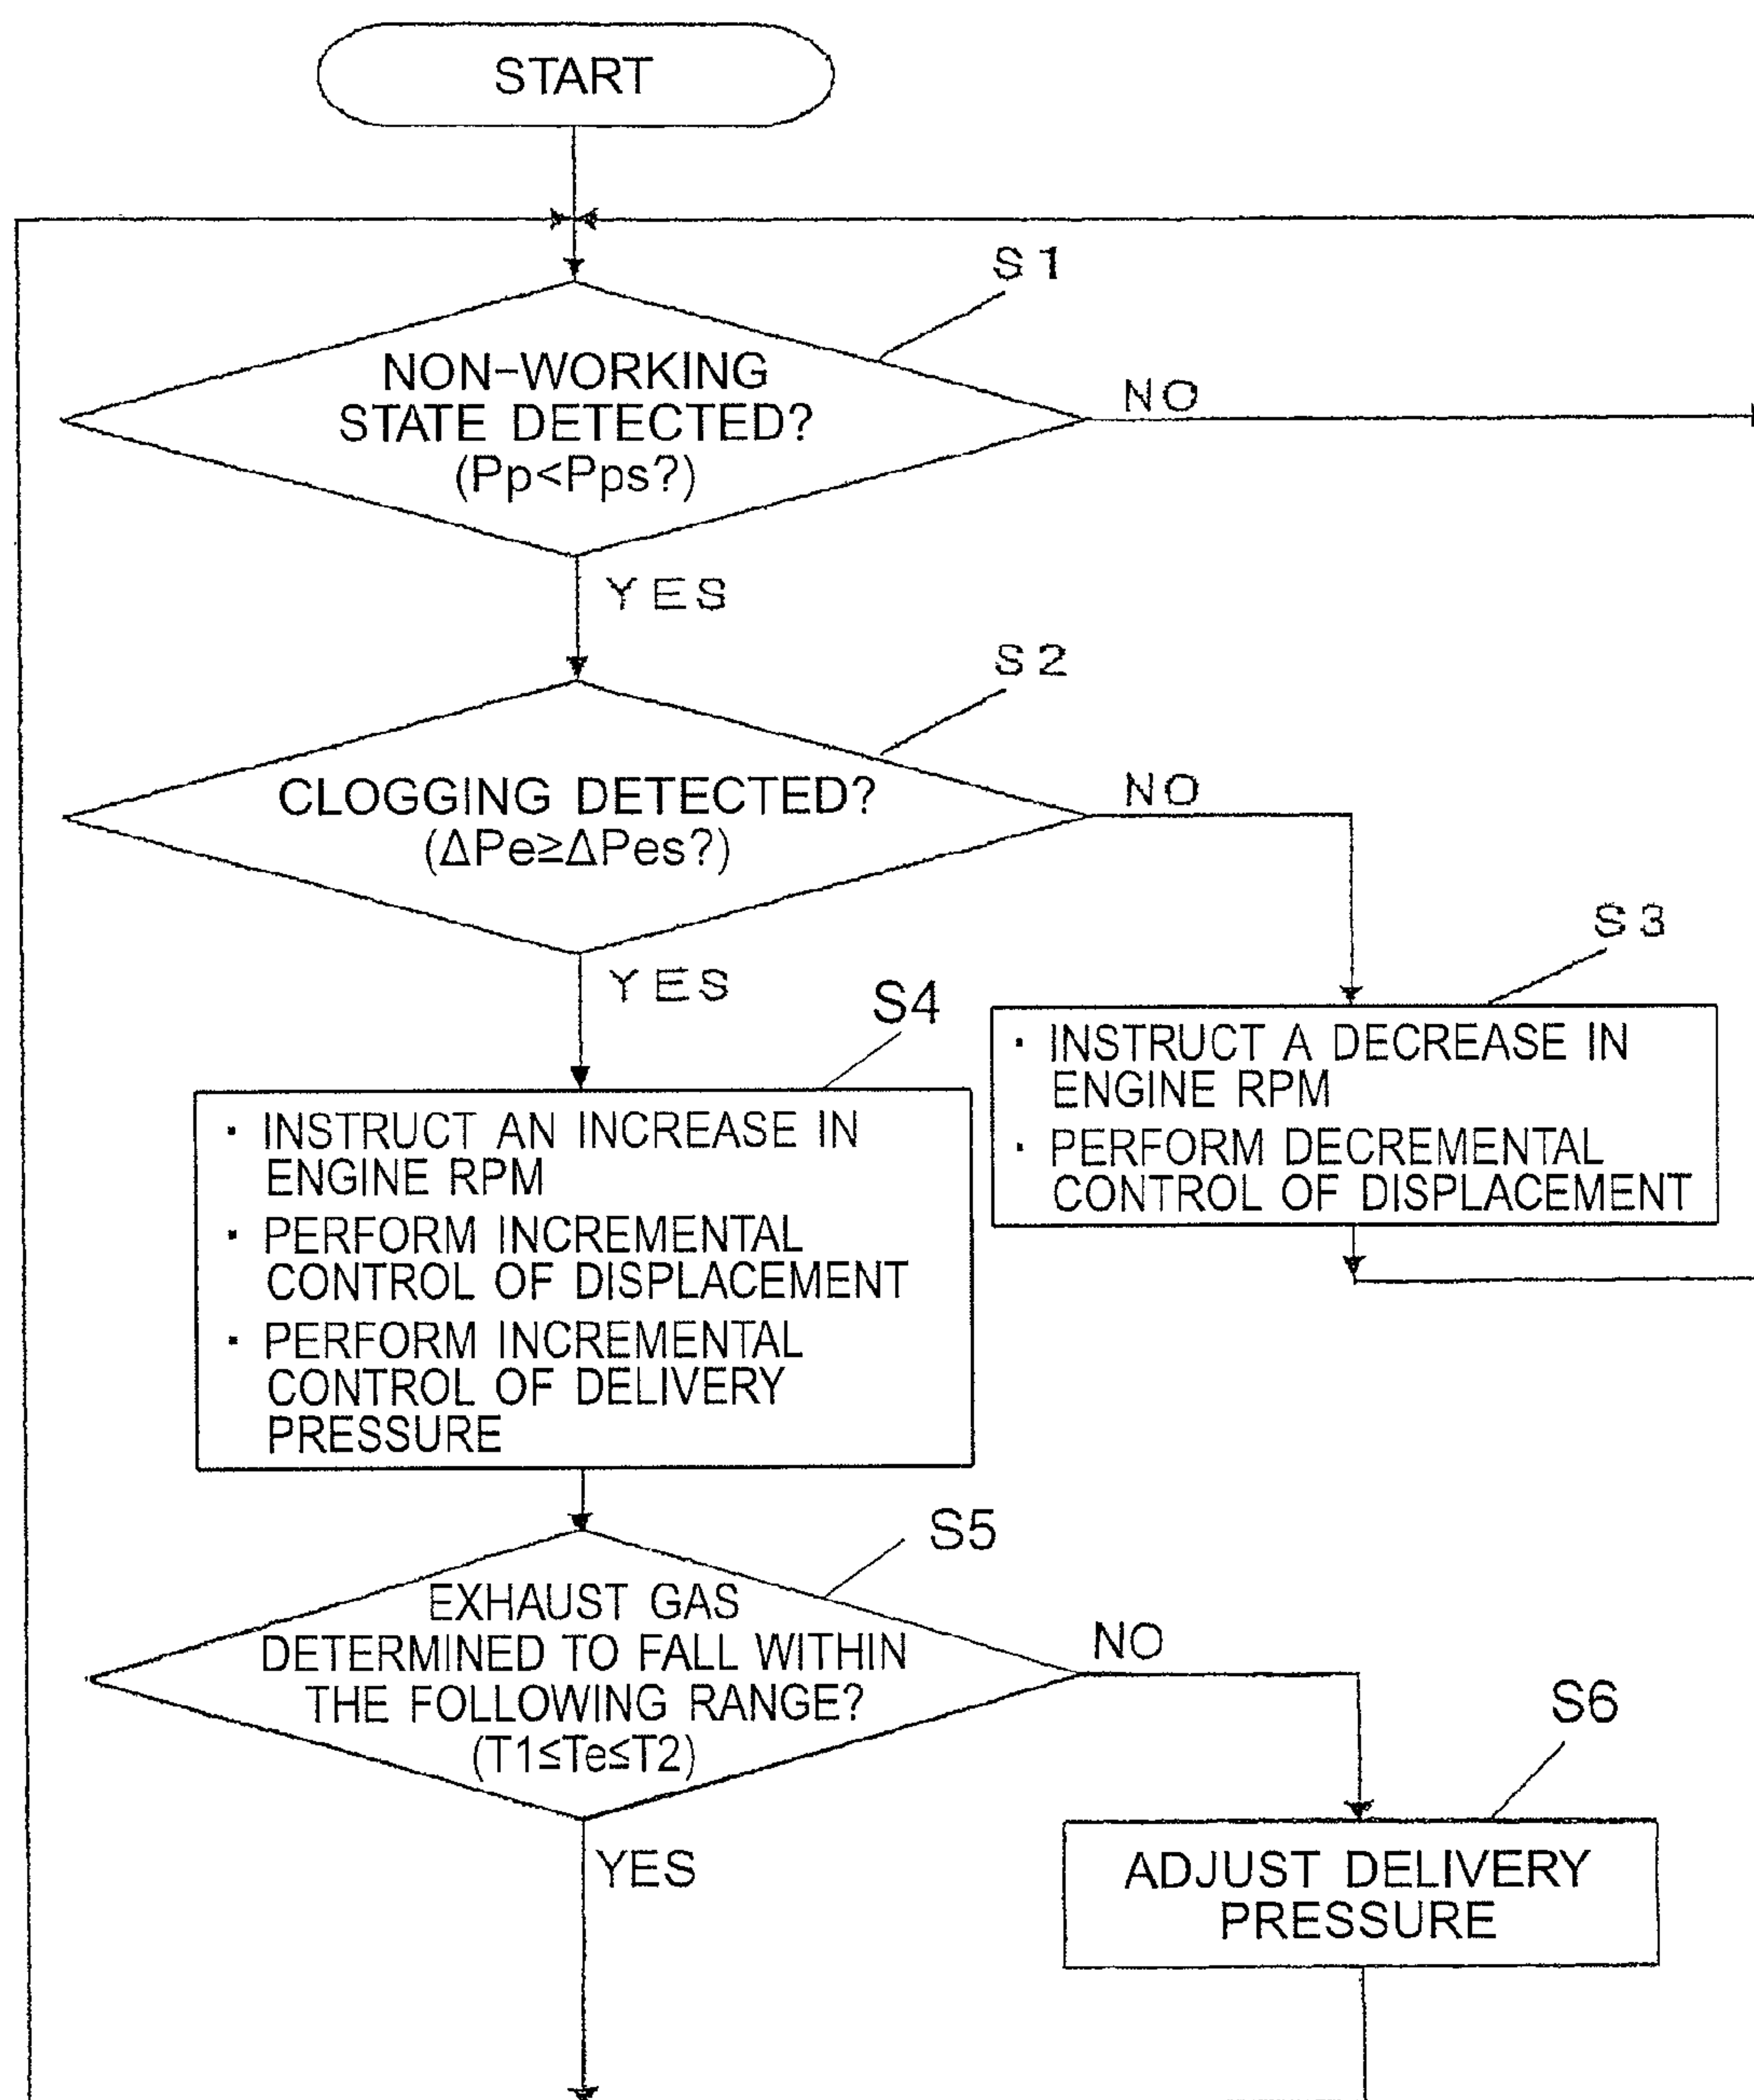 START
S1
NON-WORKING
STATE DETECTED?
(Pp<Pps?)
NO
YES
S2
CLOGGING DETECTED?
(ΔPe≥ΔPes?)
NO
YES
S3
· INSTRUCT A DECREASE IN
ENGINE RPM
· PERFORM DECREMENTAL
CONTROL OF DISPLACEMENT
S4
· INSTRUCT AN INCREASE IN
ENGINE RPM
· PERFORM INCREMENTAL
CONTROL OF DISPLACEMENT
· PERFORM INCREMENTAL
CONTROL OF DELIVERY
PRESSURE
S5
EXHAUST GAS
DETERMINED TO FALL WITHIN
THE FOLLOWING RANGE?
(T1≤Te≤T2)
NO
YES
S6
ADJUST DELIVERY
PRESSURE